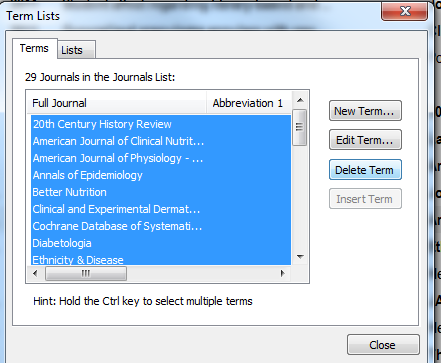 Term Lists
Terms
Lists
29 Journals in the Journals List:
Full Journal Abbreviation 1
20th Century History Review
American Journal of Clinical Nutrit...
American Journal of Physiology - ...
Annals of Epidemiology
Better Nutrition
Clinical and Experimental Dermat...
Cochrane Database of Systemati...
Diabetologia
Ethnicity & Disease
New Term...
Edit Term...
Delete Term
Insert Term
Hint: Hold the Ctrl key to select multiple terms
Close